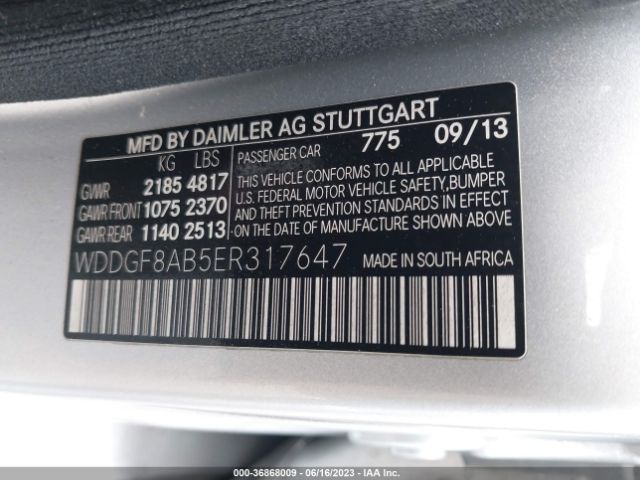 MFD BY DAIMLER AG STUTTGART
KG LBS PASSENGER CAR 775 09/13
GVWR 2185 4817
GAWR FRONT 1075 2370
GAWR REAR 1140 2513
THIS VEHICLE CONFORMS TO ALL APPLICABLE
U.S. FEDERAL MOTOR VEHICLE SAFETY, BUMPER
AND THEFT PREVENTION STANDARDS IN EFFECT
ON THE DATE OF MANUFACTURE SHOWN ABOVE.
WDDGF8AB5ER317647 MADE IN SOUTH AFRICA
000-36868009 - 06/16/2023 - IAA Inc.